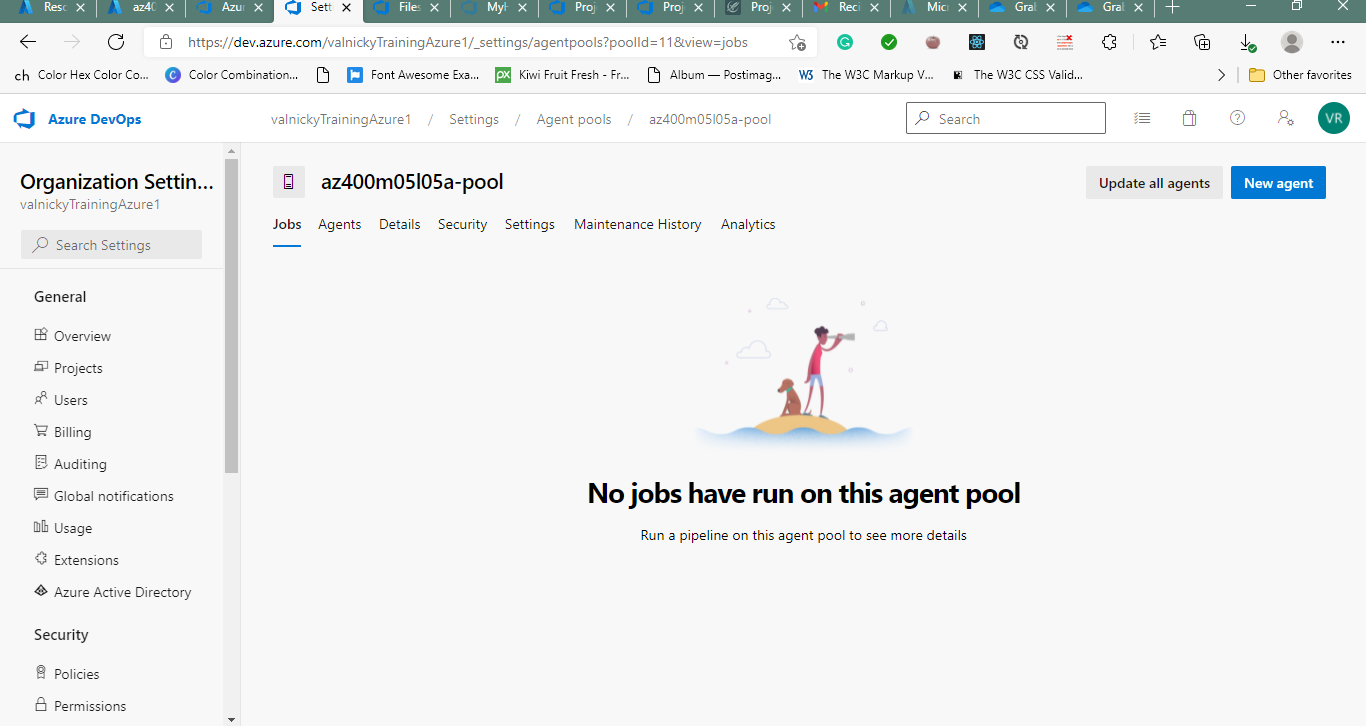 Reso
az40
Azur
Sett
Files
MyH
Proj
Proj
Proj
Reci
Micr
Gral
Gral
https://dev.azure.com/valnickyTrainingAzure1/_settings/agentpools?poolId=11&view=jobs
ch Color Hex Color Co...
C Color Combination...
Font Awesome Exa...
px Kiwi Fruit Fresh - Fr...
Album — Postimag...
W3 The W3C Markup V...
The W3C CSS Valid...
Other favorites
Azure DevOps
valnickyTrainingAzure1 / Settings / Agent pools / az400m05l05a-pool
Search
VR
Organization Settin...
valnickyTrainingAzure1
Search Settings
General
Overview
Projects
Users
Billing
Auditing
Global notifications
Usage
Extensions
Azure Active Directory
Security
Policies
Permissions
az400m05l05a-pool
Update all agents
New agent
Jobs Agents Details Security Settings Maintenance History Analytics
No jobs have run on this agent pool
Run a pipeline on this agent pool to see more details